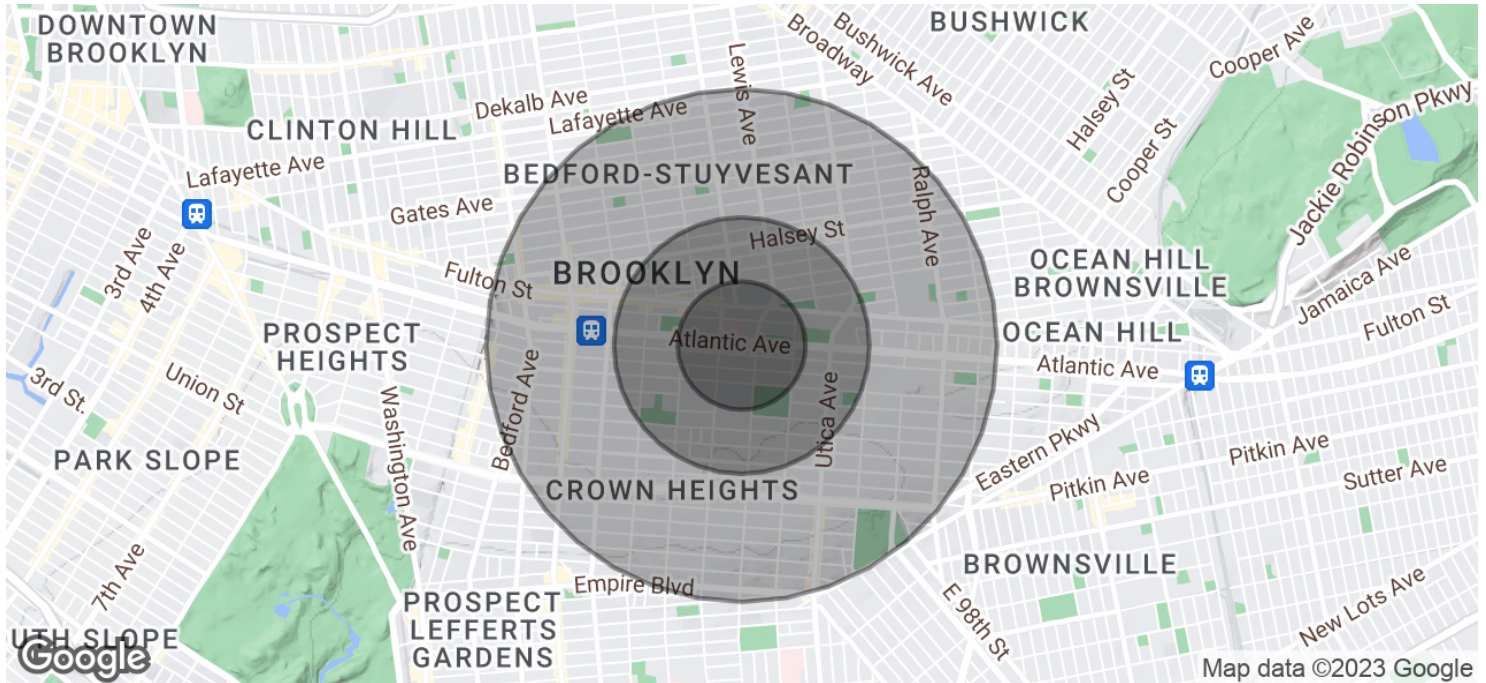 DOWNTOWN
BROOKLYN
BUSHWICK
Broadway
Bushwick Ave
Cooper Ave
Lewis Ave
Halsey St
Jackie Robinson Pkwy
Dekalb Ave
Lafayette Ave
CLINTON HILL
Cooper St
Lafayette Ave
BEDFORD-STUYVESANT
Ralph Ave
Gates Ave
Halsey St
3rd Ave
4th Ave
Fulton St
BROOKLYN
OCEAN HILL
BROWNSVILLE
Jamaica Ave
Fulton St
PROSPECT
HEIGHTS
Atlantic Ave
OCEAN HILL
Atlantic Ave
3rd St.
Union St
Washington Ave
Bedford Ave
Utica Ave
Eastern Pkwy
Pitkin Ave
PARK SLOPE
CROWN HEIGHTS
Pitkin Ave
Sutter Ave
7th Ave
Empire Blvd
BROWNSVILLE
PROSPECT
LEFFERTS
GARDENS
E 98th St
New Lots Ave
UTH SLOPE
Google
Map data ©2023 Google